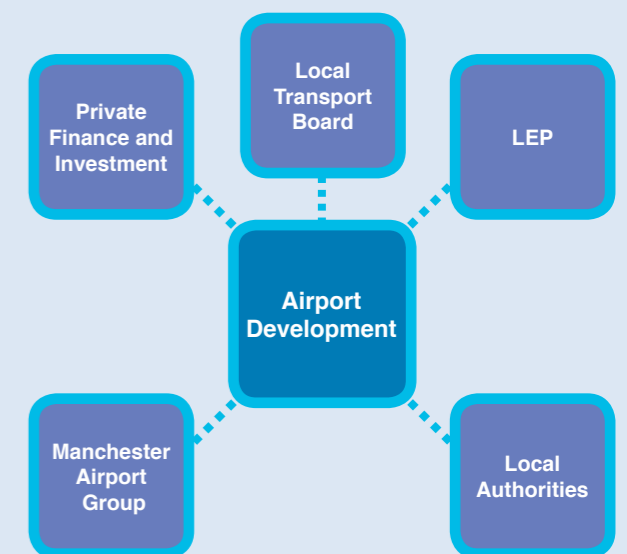 Private
Finance and
Investment
Local
Transport
Board
LEP
Airport
Development
Manchester
Airport
Group
Local
Authorities